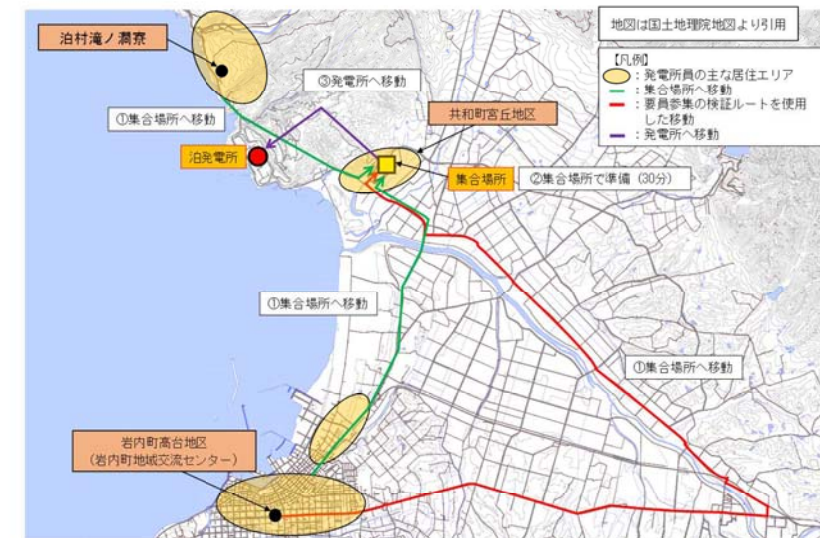 地図は国土地理院地図より引用
【凡例】
：発電所員の主な居住エリア
：集合場所へ移動
：要員参集の検証ルートを使用
した移動
：発電所へ移動
泊村滝ノ澗寮
③発電所へ移動
①集合場所へ移動
共和町宮丘地区
泊発電所
集合場所
②集合場所で準備（30分）
①集合場所へ移動
①集合場所へ移動
岩内町高台地区
（岩内町地域交流センター）